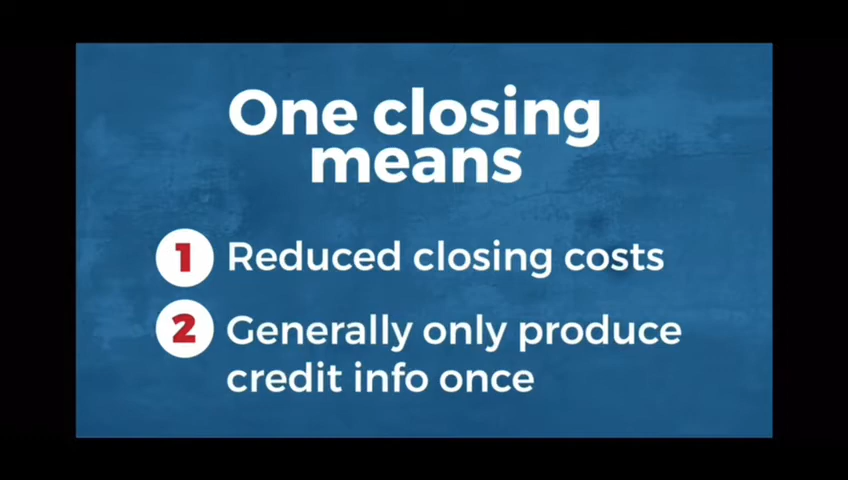 One closing
means
1 Reduced closing costs
2 Generally only produce
credit info once